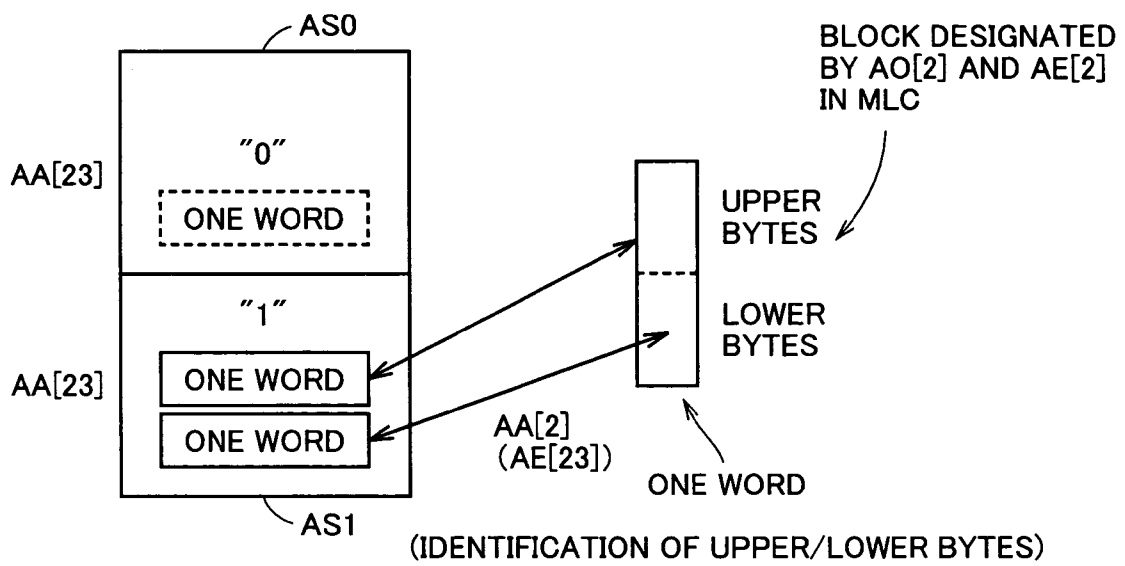 AS0
BLOCK DESIGNATED
BY AO[2] AND AE[2]
IN MLC
"0"
AA[23]
ONE WORD
UPPER
BYTES
"1"
LOWER
BYTES
AA[23]
ONE WORD
ONE WORD
AA[2]
(AE[23])
ONE WORD
AS1
(IDENTIFICATION OF UPPER/LOWER BYTES)